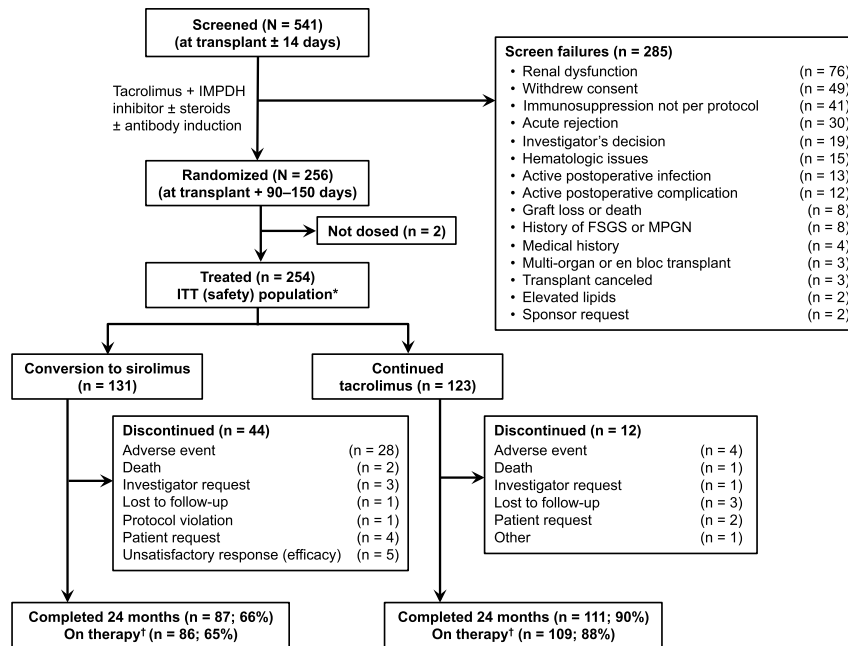 Screened (N = 541)
(at transplant ± 14 days)
Tacrolimus + IMPDH
inhibitor ± steroids
± antibody induction
Screen failures (n = 285)
• Renal dysfunction (n = 76)
• Withdrew consent (n = 49)
• Immunosuppression not per protocol (n = 41)
• Acute rejection (n = 30)
• Investigator's decision (n = 19)
• Hematologic issues (n = 15)
• Active postoperative infection (n = 13)
• Active postoperative complication (n = 12)
• Graft loss or death (n = 8)
• History of FSGS or MPGN (n = 8)
• Medical history (n = 4)
• Multi-organ or en bloc transplant (n = 3)
• Transplant canceled (n = 3)
• Elevated lipids (n = 2)
• Sponsor request (n = 2)
Randomized (N = 256)
(at transplant + 90–150 days)
Not dosed (n = 2)
Treated (n = 254)
ITT (safety) population*
Conversion to sirolimus
(n = 131)
Continued
tacrolimus (n = 123)
Discontinued (n = 44)
Adverse event (n = 28)
Death (n = 2)
Investigator request (n = 3)
Lost to follow-up (n = 1)
Protocol violation (n = 1)
Patient request (n = 4)
Unsatisfactory response (efficacy) (n = 5)
Discontinued (n = 12)
Adverse event (n = 4)
Death (n = 1)
Investigator request (n = 1)
Lost to follow-up (n = 3)
Patient request (n = 2)
Other (n = 1)
Completed 24 months (n = 87; 66%)
On therapy† (n = 86; 65%)
Completed 24 months (n = 111; 90%)
On therapy† (n = 109; 88%)